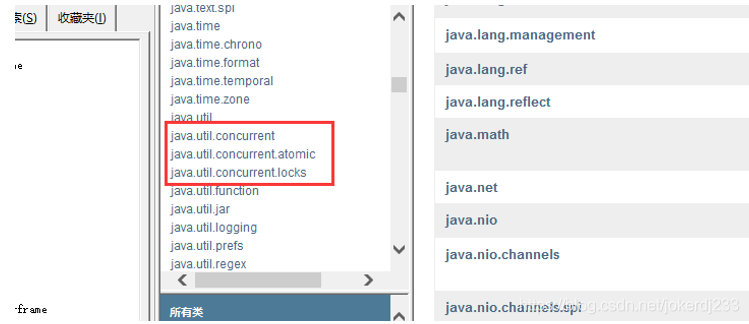 索(S)
收藏夹(I)
me
rframe
java.text.spi
java.time
java.time.chrono
java.time.format
java.time.temporal
java.time.zone
java.util
java.util.concurrent
java.util.concurrent.atomic
java.util.concurrent.locks
java.util.function
java.util.jar
java.util.logging
java.util.prefs
java.util.regex
所有类
java.lang.management
java.lang.ref
java.lang.reflect
java.math
java.net
java.nio
java.nio.channels
java.nio.channels.spi
https://blog.csdn.net/jokerdj233